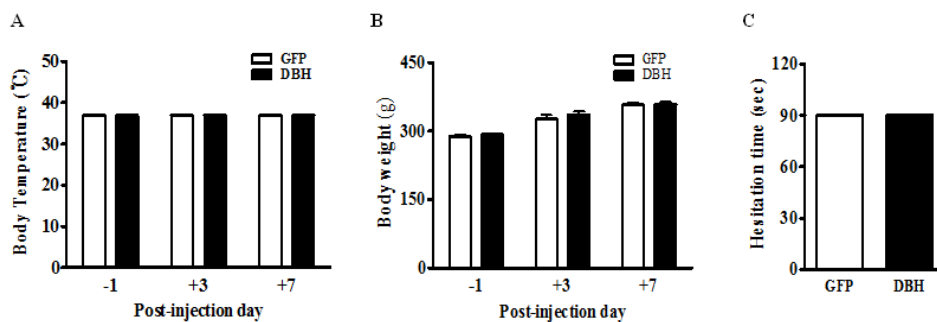 A
Body Temperature (℃)
50
40
30
20
10
0
GFP
DBH
-1 +3 +7
Post-injection day
B
Body weight (g)
450
300
150
0
GFP
DBH
-1 +3 +7
Post-injection day
C
Hesitation time (sec)
120
90
60
30
0
GFP DBH